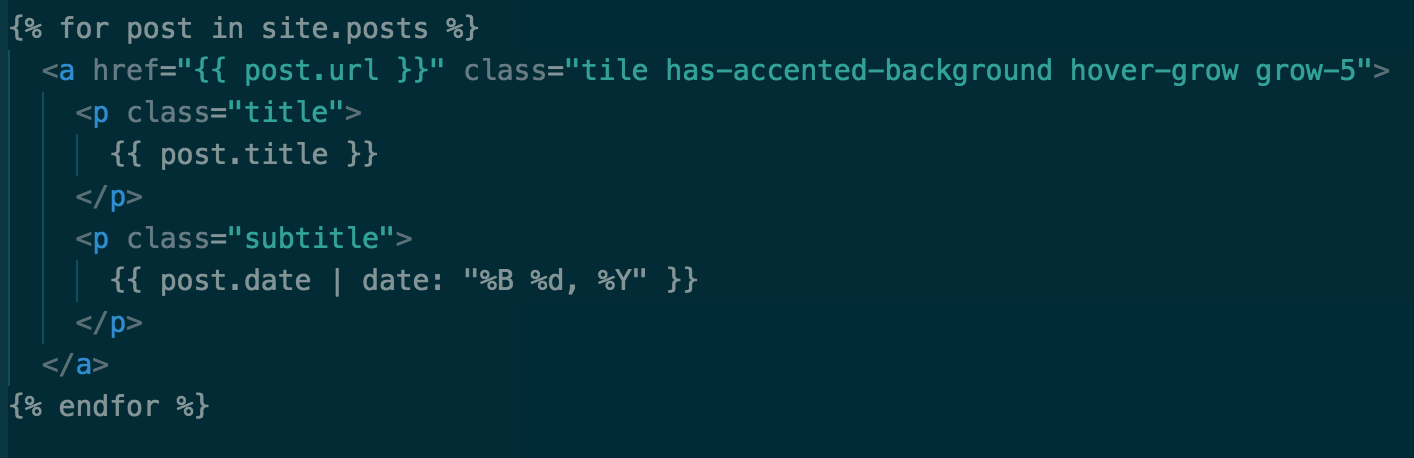 {% for post in site.posts %}
<a href="{{ post.url }}" class="tile has-accented-background hover-grow grow-5">
<p class="title">
{{ post.title }}
</p>
<p class="subtitle">
{{ post.date | date: "%B %d, %Y" }}
</p>
</a>
{% endfor %}